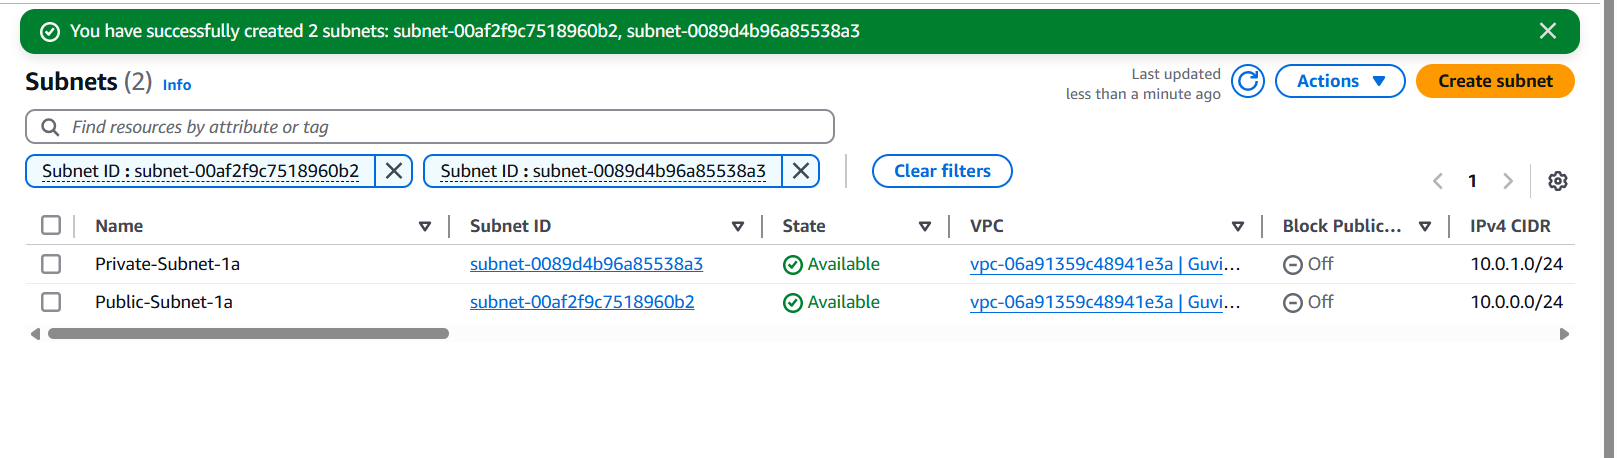 You have successfully created 2 subnets: subnet-00af2f9c7518960b2, subnet-0089d4b96a85538a3
Subnets (2) Info
Last updated
less than a minute ago
Actions
Create subnet
Find resources by attribute or tag
Subnet ID : subnet-00af2f9c7518960b2
Subnet ID : subnet-0089d4b96a85538a3
Clear filters
1
Name Subnet ID State VPC Block Public... IPv4 CIDR
Private-Subnet-1a subnet-0089d4b96a85538a3 Available vpc-06a91359c48941e3a | Guvi... Off 10.0.1.0/24
Public-Subnet-1a subnet-00af2f9c7518960b2 Available vpc-06a91359c48941e3a | Guvi... Off 10.0.0.0/24